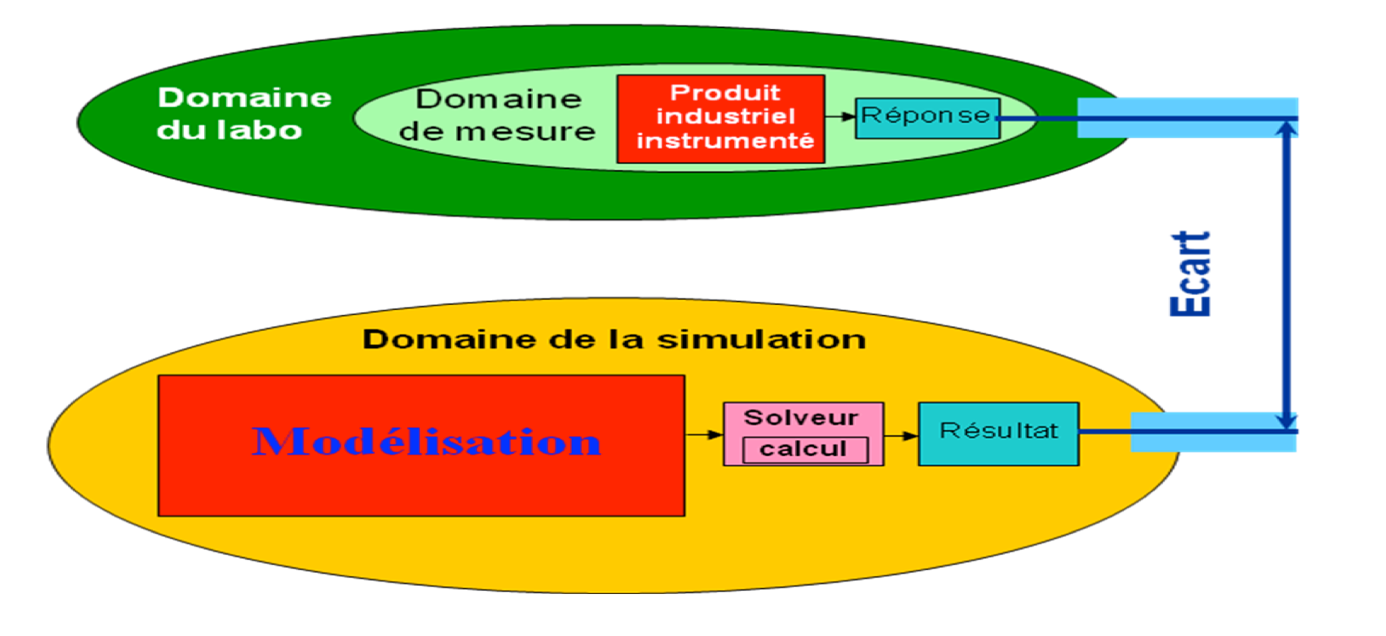 Domaine
du labo
Domaine
de mesure
Produit
industriel
instrumenté
Réponse
Ecart
Domaine de la simulation
Modélisation
Solveur
calcul
Résultat